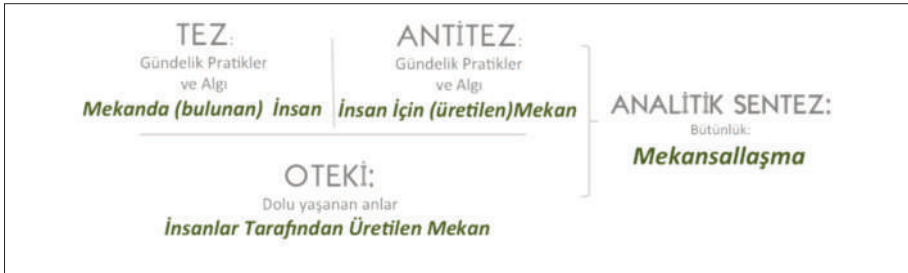 TEZ:
Gündelik Pratikler
ve Algı
Mekanda (bulunan) İnsan
ANTİTEZ:
Gündelik Pratikler
ve Algı
İnsan İçin (üretilen)Mekan
OTEKİ:
Dolu yaşanan anlar
İnsanlar Tarafından Üretilen Mekan
ANALİTİK SENTEZ:
Bütünlük:
Mekansallaşma